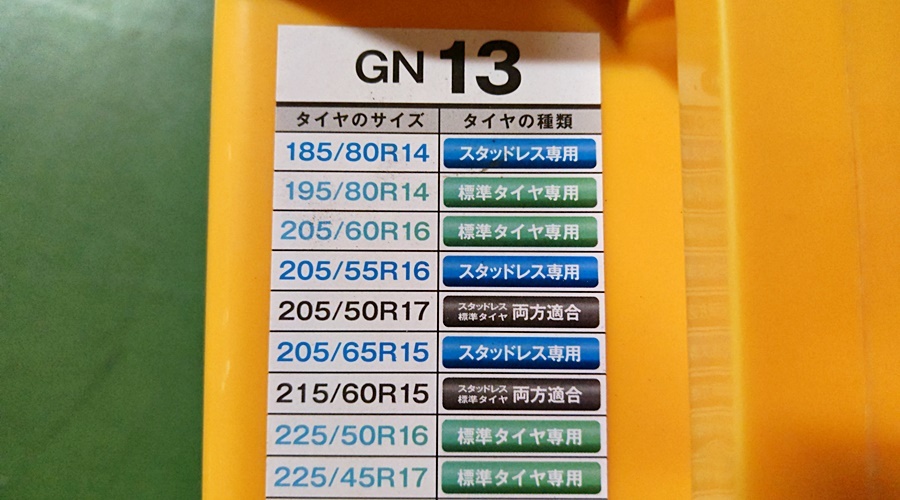 GN 13
タイヤのサイズ タイヤの種類
185/80R14 スタッドレス専用
195/80R14 標準タイヤ専用
205/60R16 標準タイヤ専用
205/55R16 スタッドレス専用
205/50R17 スタッドレス 標準タイヤ 両方適合
205/65R15 スタッドレス専用
215/60R15 スタッドレス 標準タイヤ 両方適合
225/50R16 標準タイヤ専用
225/45R17 標準タイヤ専用